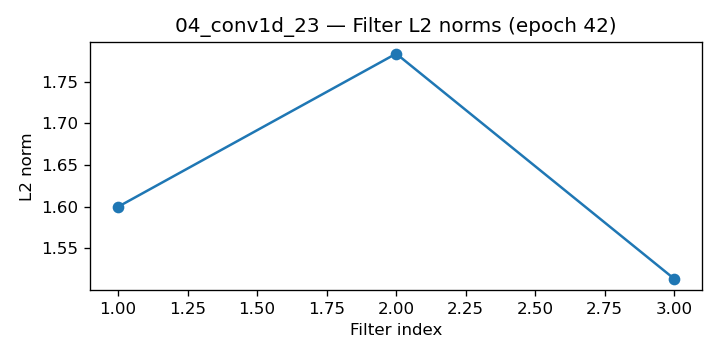 04_conv1d_23 — Filter L2 norms (epoch 42)
L2 norm
1.75
1.70
1.65
1.60
1.55
1.00 1.25 1.50 1.75 2.00 2.25 2.50 2.75 3.00
Filter index